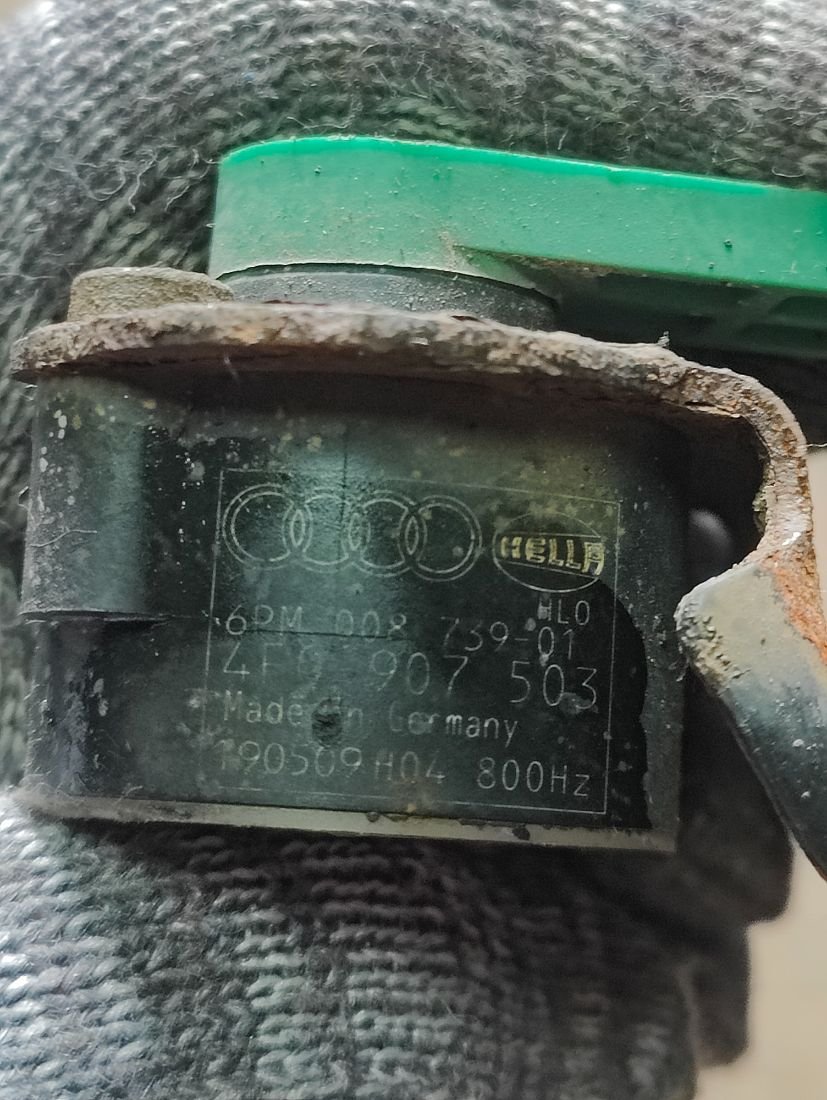 HELLA
HLO
6PM 008 739-01
4F0 907 503
Made in Germany
190509 H04 800Hz